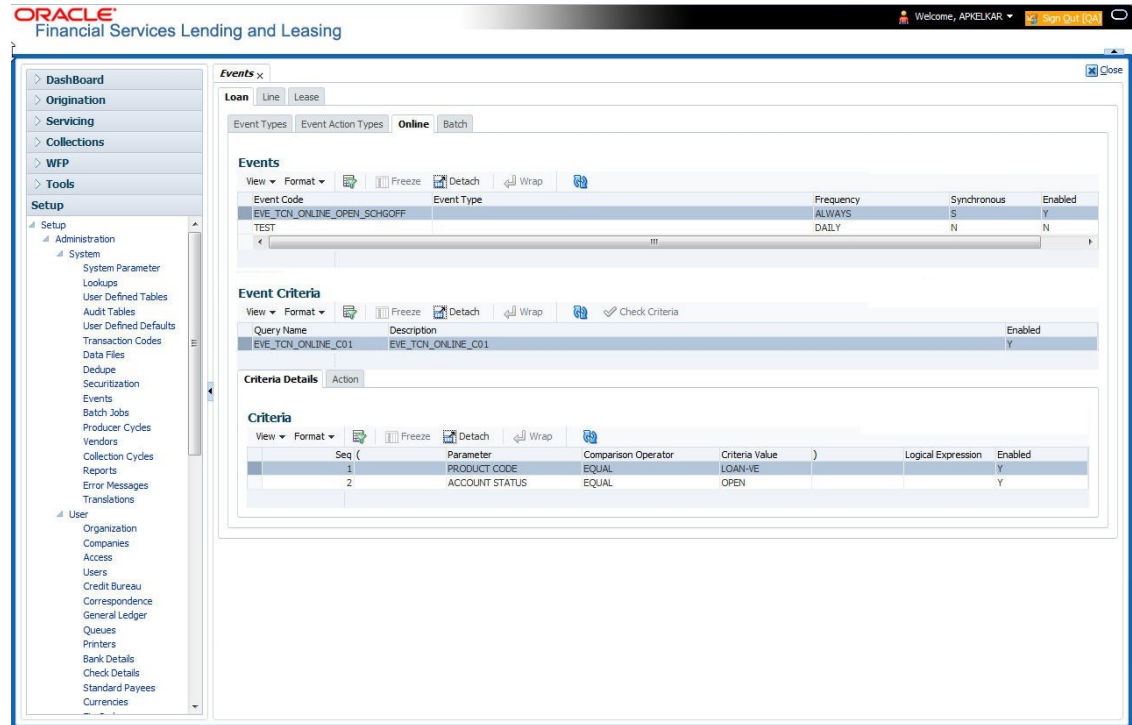 ORACLE
Financial Services Lending and Leasing
Welcome, APKELKAR
Sign Out [QA]
DashBoard
Origination
Servicing
Collections
WFP
Tools
Setup
Setup
Administration
System
System Parameter
Lookups
User Defined Tables
Audit Tables
User Defined Defaults
Transaction Codes
Data Files
Dedupe
Securitization
Events
Batch Jobs
Producer Cycles
Vendors
Collection Cycles
Reports
Error Messages
Translations
User
Organization
Companies
Access
Users
Credit Bureau
Correspondence
General Ledger
Queues
Printers
Bank Details
Check Details
Standard Payees
Currencies
Events
Close
Loan Line Lease
Event Types Event Action Types Online Batch
Events
View Format Freeze Detach Wrap
Event Code Event Type Frequency Synchronous Enabled
EVE_TCN_ONLINE_OPEN_SCHGOFF ALWAYS S Y
TEST DAILY N N
Event Criteria
View Format Freeze Detach Wrap Check Criteria
Query Name Description Enabled
EVE_TCN_ONLINE_C01 EVE_TCN_ONLINE_C01 Y
Criteria Details Action
Criteria
View Format Freeze Detach Wrap
Seq ( Parameter Comparison Operator Criteria Value ) Logical Expression Enabled
1 PRODUCT CODE EQUAL LOAN-VE Y
2 ACCOUNT STATUS EQUAL OPEN Y